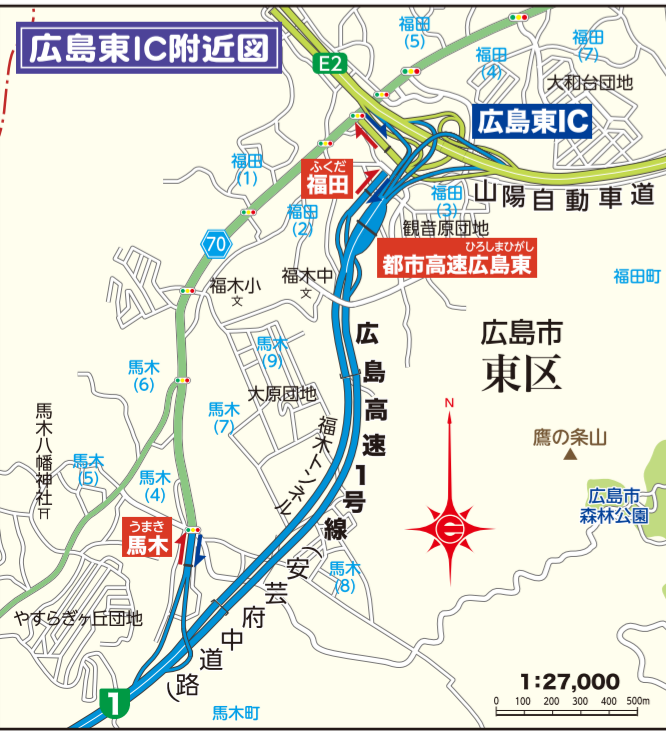 広島東IC附近図
福田
(5)
福田
(7)
福田
(4)
E2
大和台団地
広島東IC
福田
(1)
ふくだ
福田
福田
(3)
山陽自動車道
福田
(2)
観音原団地
70
ひろしまひがし
都市高速広島東
福木小
文
福木中
文
福田町
広島高速1号線
(安芸府中道路)
広島市
東区
馬木
(9)
馬木
(6)
大原団地
馬木
(7)
福木トンネル
N
鷹の条山
馬木八幡神社
馬木
(5)
馬木
(4)
広島市
森林公園
うまき
馬木
馬木
(8)
やすらぎヶ丘団地
1
馬木町
1:27,000
0 100 200 300 400 500m